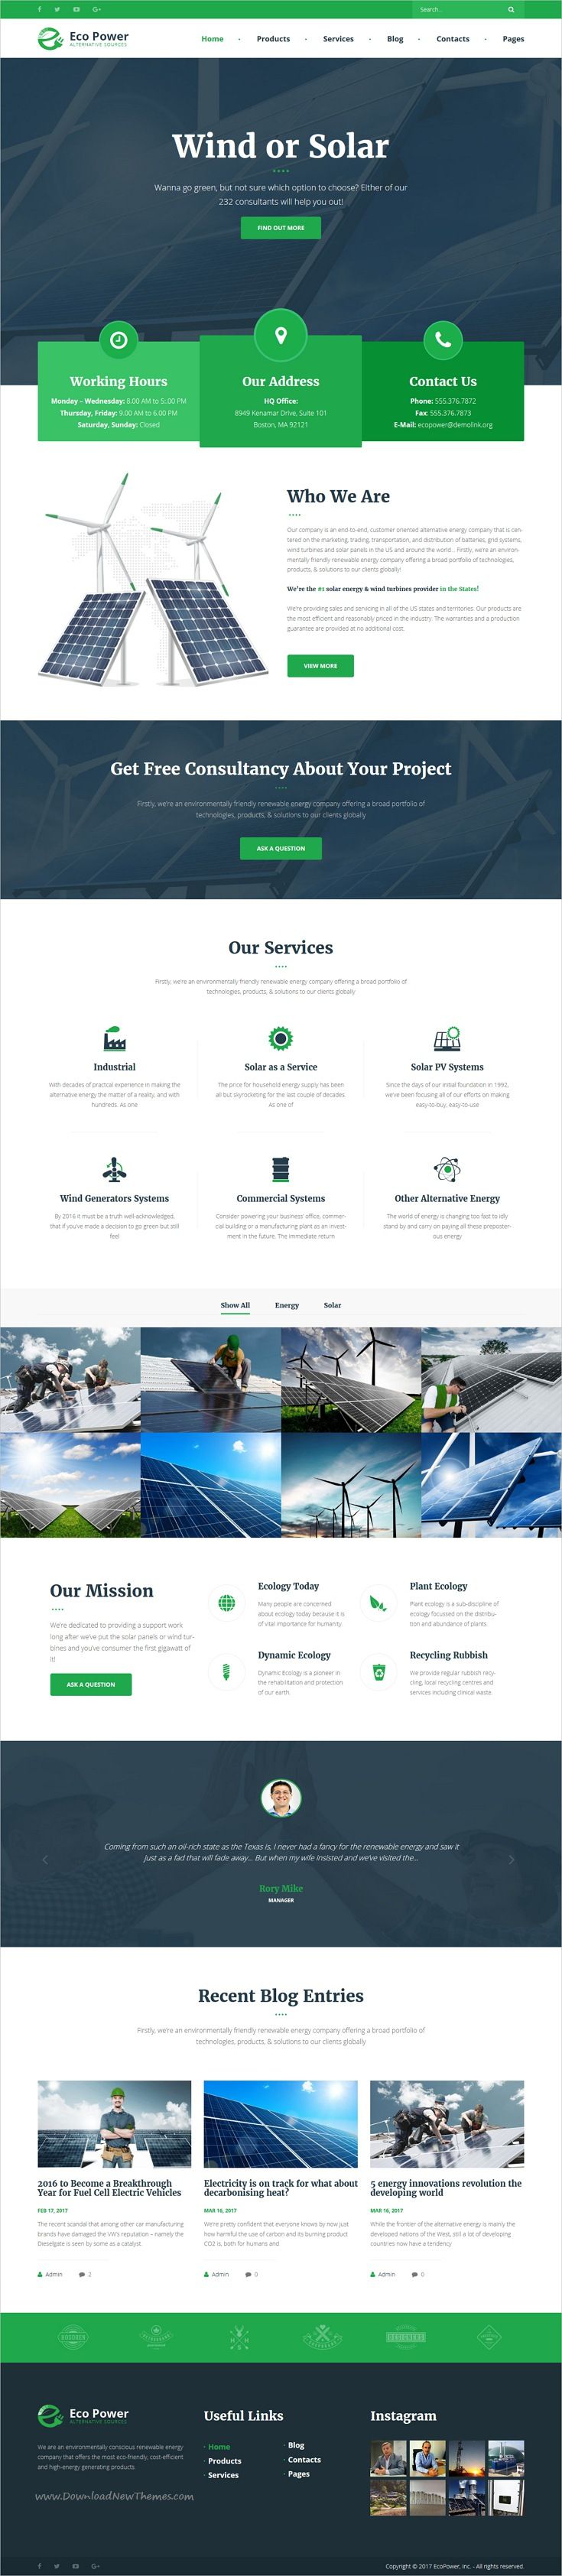 Search...
Eco Power
ALTERNATIVE SOURCES
Home
Products
Services
Blog
Contacts
Pages
Wind or Solar
Wanna go green, but not sure which option to choose? Either of our
232 consultants will help you out!
FIND OUT MORE
Working Hours
Monday – Wednesday: 8:00 AM to 5:00 PM
Thursday, Friday: 9.00 AM to 6.00 PM
Saturday, Sunday: Closed
Our Address
HQ Office:
8949 Kenamar Drive, Suite 101
Boston, MA 92121
Contact Us
Phone: 555.376.7872
Fax: 555.376.7873
E-Mail: ecopower@demolink.org
Who We Are
Our company is an end-to-end, customer oriented alternative energy company that is cen-
tered on the marketing, trading, transportation, and distribution of batteries, grid systems,
wind turbines and solar panels in the US and around the world... Firstly, we're an environ-
mentally friendly renewable energy company offering a broad portfolio of technologies,
products, & solutions to our clients globally!
We're the #1 solar energy & wind turbines provider in the States!
We're providing sales and servicing in all of the US states and territories. Our products are
the most efficient and reasonably priced in the industry. The warranties and a production
guarantee are provided at no additional cost.
VIEW MORE
Get Free Consultancy About Your Project
Firstly, we're an environmentally friendly renewable energy company offering a broad portfolio of
technologies, products, & solutions to our clients globally
ASK A QUESTION
Our Services
Firstly, we're an environmentally friendly renewable energy company offering a broad portfolio of
technologies, products, & solutions to our clients globally
Industrial
With decades of practical experience in making the
alternative energy the matter of a reality, and with
hundreds. As one
Solar as a Service
The price for household energy supply has been
all but skyrocketing for the last couple of decades.
As one of
Solar PV Systems
Since the days of our initial foundation in 1992,
we've been focusing all of our efforts on making
easy-to-buy, easy-to-use
Wind Generators Systems
By 2016 it must be a truth well-acknowledged,
that if you've made a decision to go green but still
feel
Commercial Systems
Consider powering your business' office, commer-
cial building or a manufacturing plant as an invest-
ment in the future. The immediate return
Other Alternative Energy
The world of energy is changing too fast to idly
stand by and carry on paying all these preposter-
ous energy
Show All
Energy
Solar
Our Mission
We're dedicated to providing a support work
long after we've put the solar panels or wind tur-
bines and you've consumer the first gigawatt of
it!
ASK A QUESTION
Ecology Today
Many people are concerned
about ecology today because it is
of vital importance for humanity.
Plant Ecology
Plant ecology is a sub-discipline of
ecology focussed on the distribu-
tion and abundance of plants.
Dynamic Ecology
Dynamic Ecology is a pioneer in
the rehabilitation and protection
of our earth.
Recycling Rubbish
We provide regular rubbish recy-
cling, local recycling centres and
services including clinical waste.
Coming from such an oil-rich state as the Texas is, I never had a fancy for the renewable energy and saw it
just as a fad that will fade away... But when my wife insisted and we've visited the...
Rory Mike
MANAGER
Recent Blog Entries
Firstly, we're an environmentally friendly renewable energy company offering a broad portfolio of
technologies, products, & solutions to our clients globally
2016 to Become a Breakthrough
Year for Fuel Cell Electric Vehicles
FEB 17, 2017
The recent scandal that among other car manufacturing
brands have damaged the VW's reputation – namely the
Dieselgate is seen by some as a catalyst.
Admin
2
Electricity is on track for what about
decarbonising heat?
MAR 16, 2017
We're pretty confident that everyone knows by now just
how harmful the use of carbon and its burning product
CO2 is, both for humans and
Admin
0
5 energy innovations revolution the
developing world
MAR 16, 2017
While the frontier of the alternative energy is mainly the
developed nations of the West, still a lot of developing
countries now have a tendency
Admin
0
Eco Power
ALTERNATIVE SOURCES
We are an environmentally conscious renewable energy
company that offers the most eco-friendly, cost-efficient
and high-energy generating products
www.DownloadNewThemes.com
Useful Links
Home
Products
Services
Blog
Contacts
Pages
Instagram
Copyright © 2017 EcoPower, Inc. - All rights reserved.